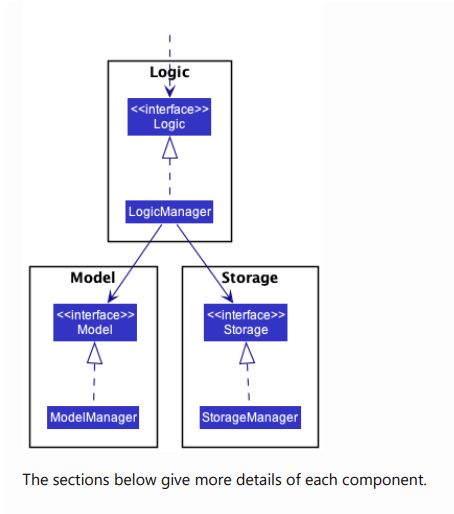 Logic
<<interface>>
Logic
LogicManager
Model
<<interface>>
Model
ModelManager
Storage
<<interface>>
Storage
StorageManager
The sections below give more details of each component.